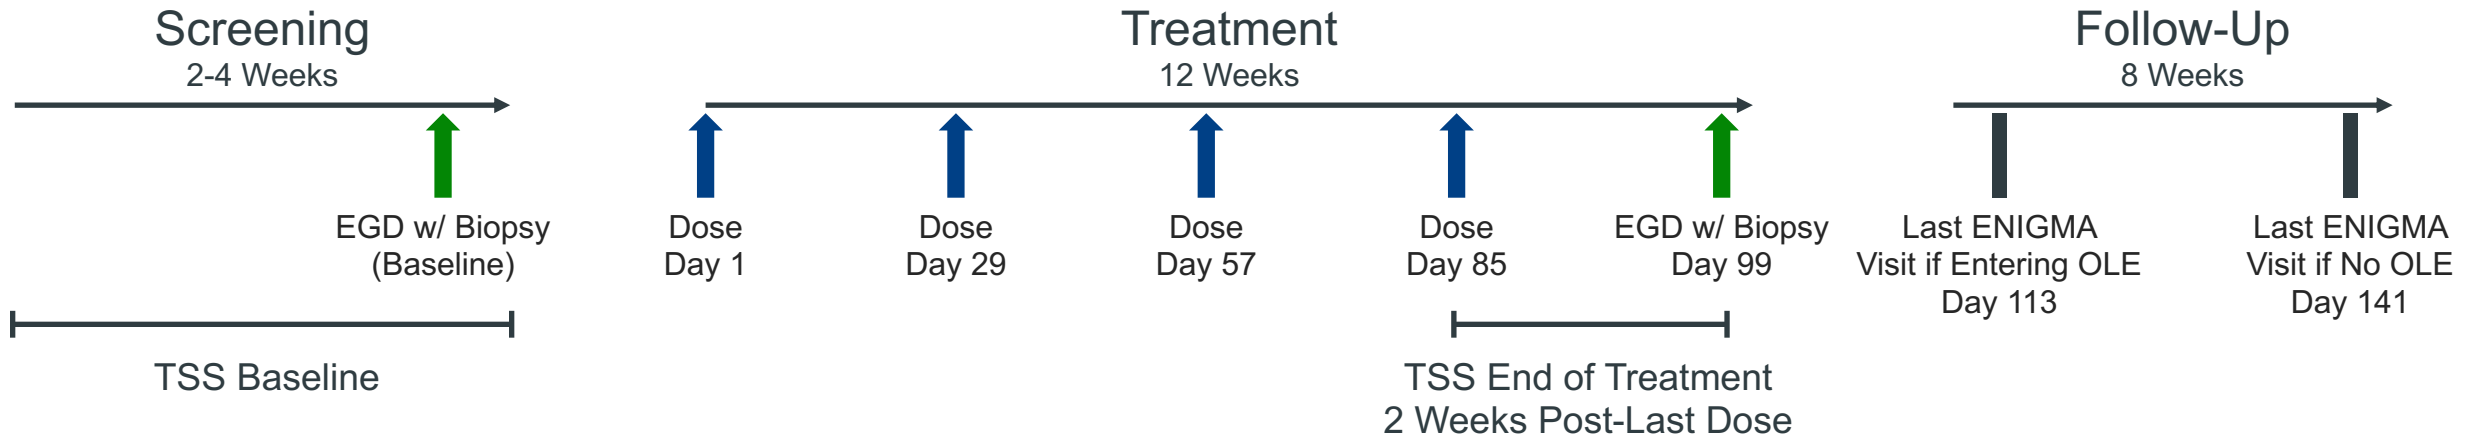 Screening
2-4 Weeks
Treatment
12 Weeks
Follow-Up
8 Weeks
EGD w/ Biopsy
(Baseline)
Dose
Day 1
Dose
Day 29
Dose
Day 57
Dose
Day 85
EGD w/ Biopsy
Day 99
Last ENIGMA
Visit if Entering OLE
Day 113
Last ENIGMA
Visit if No OLE
Day 141
TSS Baseline
TSS End of Treatment
2 Weeks Post-Last Dose